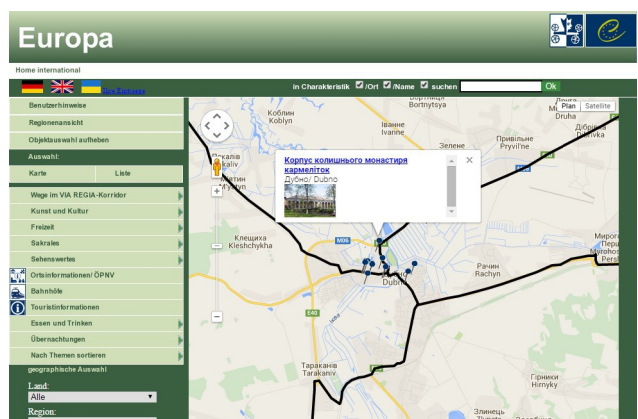 Europa
Home international
in Charakteristik /Ort /Name suchen Ok
Benutzerhinweise
Regionenansicht
Objektauswahl aufheben
Auswahl:
Karte Liste
Wege im VIA REGIA-Korridor
Kunst und Kultur
Freizeit
Sakrales
Sehenswertes
Ortsinformationen/ ÖPNV
Bahnhöfe
Touristinformationen
Essen und Trinken
Übernachtungen
Nach Themen sortieren
geographische Auswahl
Land:
Alle
Region:
Plan Satellite
Bortnytsya
Druha
Коблин
Koblyn
Іванне
Ivanne
Зелене
Привільне
Pryvil'ne
Корпус колишнього монастиря
кармеліток
Дубно/ Dubno
Клещиха
Kleshchykha
M06
Рачин
Rachyn
Dubno
E40
Тараканів
Tarakaniv
Гірники
Hirnyky
Злинець